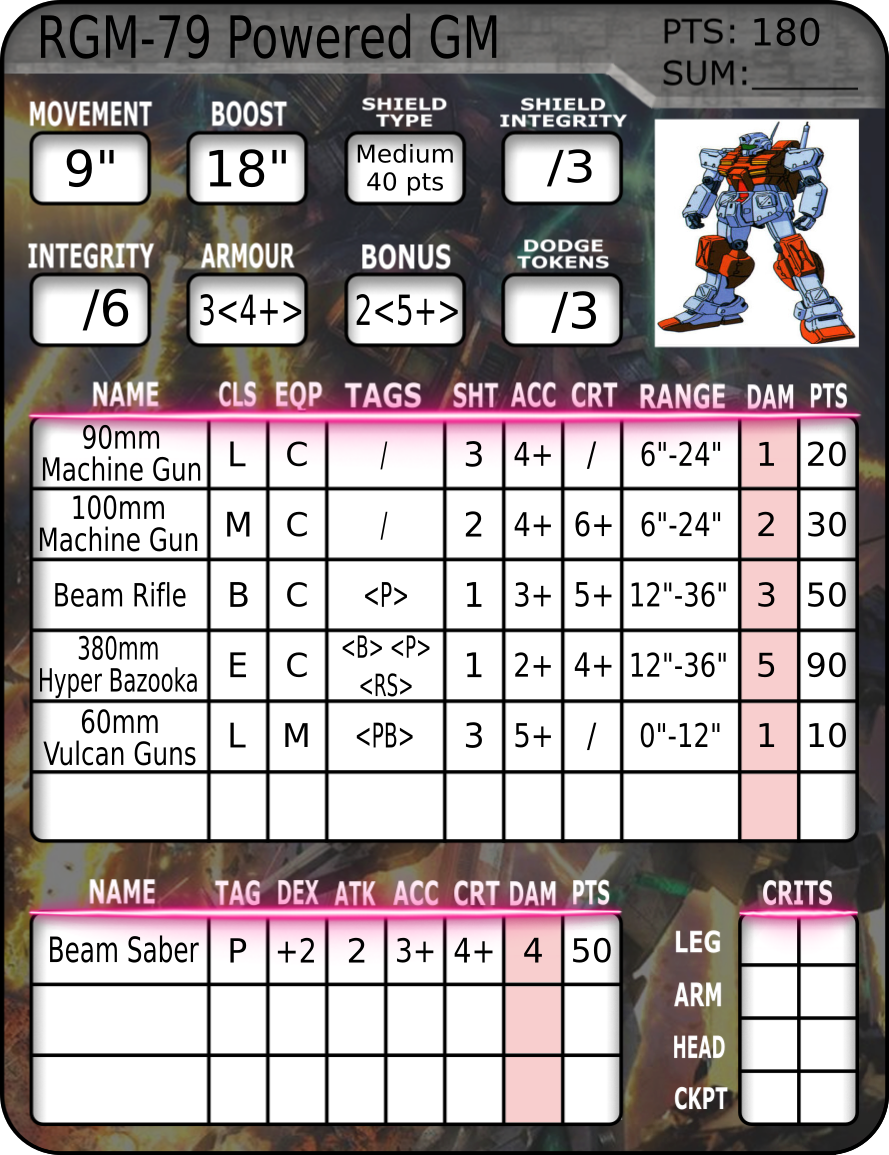 RGM-79 Powered GM
PTS: 180
SUM:______
MOVEMENT BOOST SHIELD TYPE SHIELD INTEGRITY
9" 18" Medium 40 pts /3
INTEGRITY ARMOUR BONUS DODGE TOKENS
/6 3<4+> 2<5+> /3
NAME CLS EQP TAGS SHT ACC CRT RANGE DAM PTS
90mm Machine Gun L C / 3 4+ / 6"-24" 1 20
100mm Machine Gun M C / 2 4+ 6+ 6"-24" 2 30
Beam Rifle B C <P> 1 3+ 5+ 12"-36" 3 50
380mm Hyper Bazooka E C <B> <P> <RS> 1 2+ 4+ 12"-36" 5 90
60mm Vulcan Guns L M <PB> 3 5+ / 0"-12" 1 10
NAME TAG DEX ATK ACC CRT DAM PTS
Beam Saber P +2 2 3+ 4+ 4 50
CRITS
LEG
ARM
HEAD
CKPT